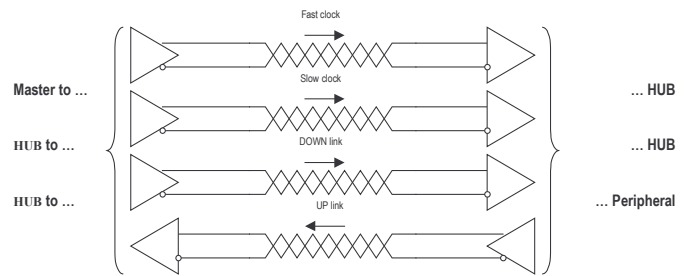 Fast clock
Slow clock
Master to …
… HUB
DOWN link
HUB to …
… HUB
HUB to …
UP link
… Peripheral